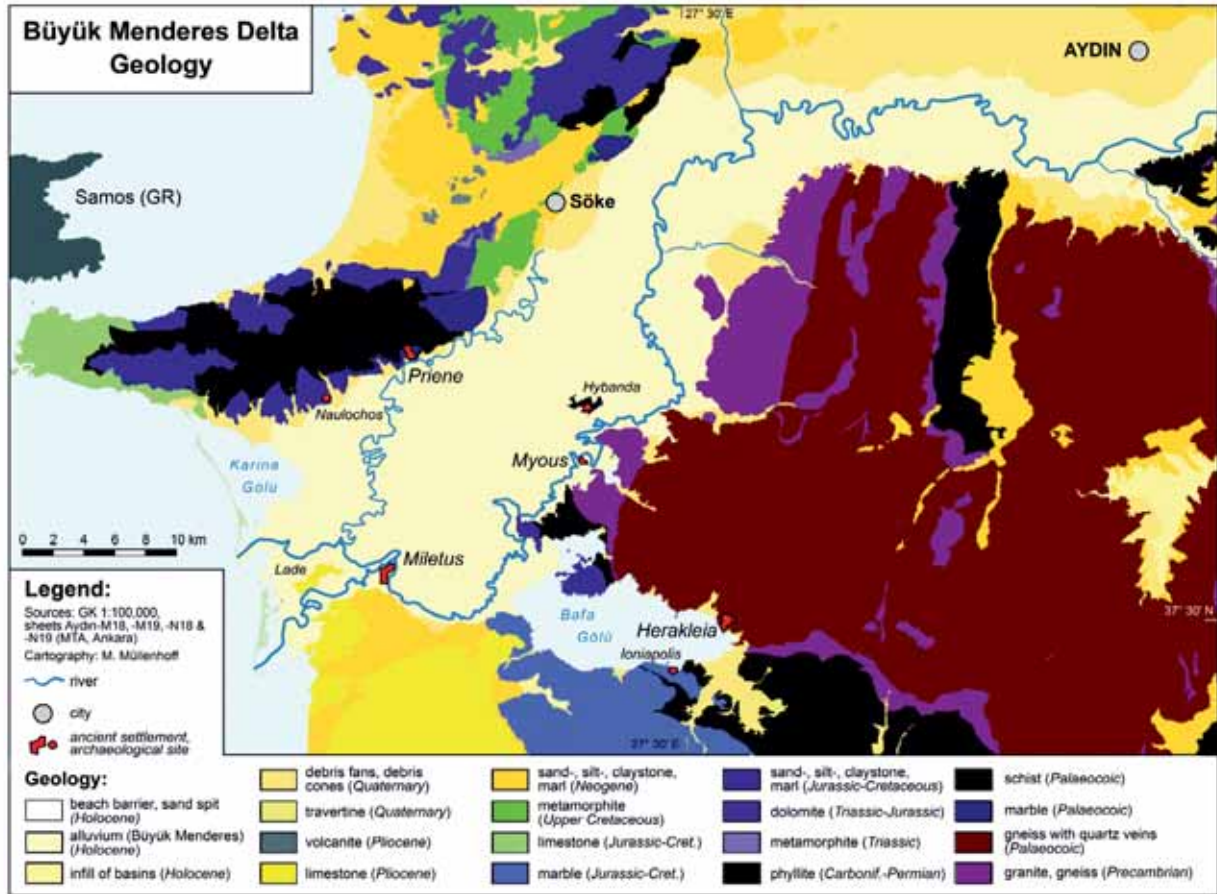 Büyük Menderes Delta
Geology
27° 30' E
AYDIN
Samos (GR)
Söke
Priene
Naulochos
Hybanda
Myous
Karina
Gölü
0 2 4 6 8 10 km
Lade
Miletus
Bafa
Gölü
Herakleia
Ioniapolis
37° 30' N
37° 30' E
Legend:
Sources: GK 1:100,000,
sheets Aydın-M18, -M19, -N18 &
-N19 (MTA, Ankara)
Cartography: M. Müllenhoff
river
city
ancient settlement,
archaeological site
Geology:
beach barrier, sand spit
(Holocene)
alluvium (Büyük Menderes)
(Holocene)
infill of basins (Holocene)
debris fans, debris
cones (Quaternary)
travertine (Quaternary)
volcanite (Pliocene)
limestone (Pliocene)
sand-, silt-, claystone,
marl (Neogene)
metamorphite
(Upper Cretaceous)
limestone (Jurassic-Cret.)
marble (Jurassic-Cret.)
sand-, silt-, claystone,
marl (Jurassic-Cretaceous)
dolomite (Triassic-Jurassic)
metamorphite (Triassic)
phyllite (Carbonif.-Permian)
schist (Palaeocoic)
marble (Palaeocoic)
gneiss with quartz veins
(Palaeocoic)
granite, gneiss (Precambrian)